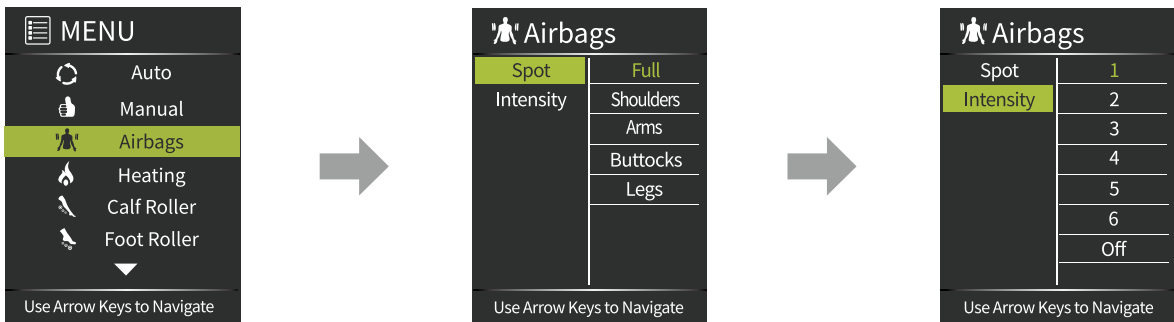 MENU
Auto
Manual
Airbags
Heating
Calf Roller
Foot Roller
Use Arrow Keys to Navigate
Airbags
Spot Full
Intensity Shoulders
Arms
Buttocks
Legs
Use Arrow Keys to Navigate
Airbags
Spot 1
Intensity 2
3
4
5
6
Off
Use Arrow Keys to Navigate